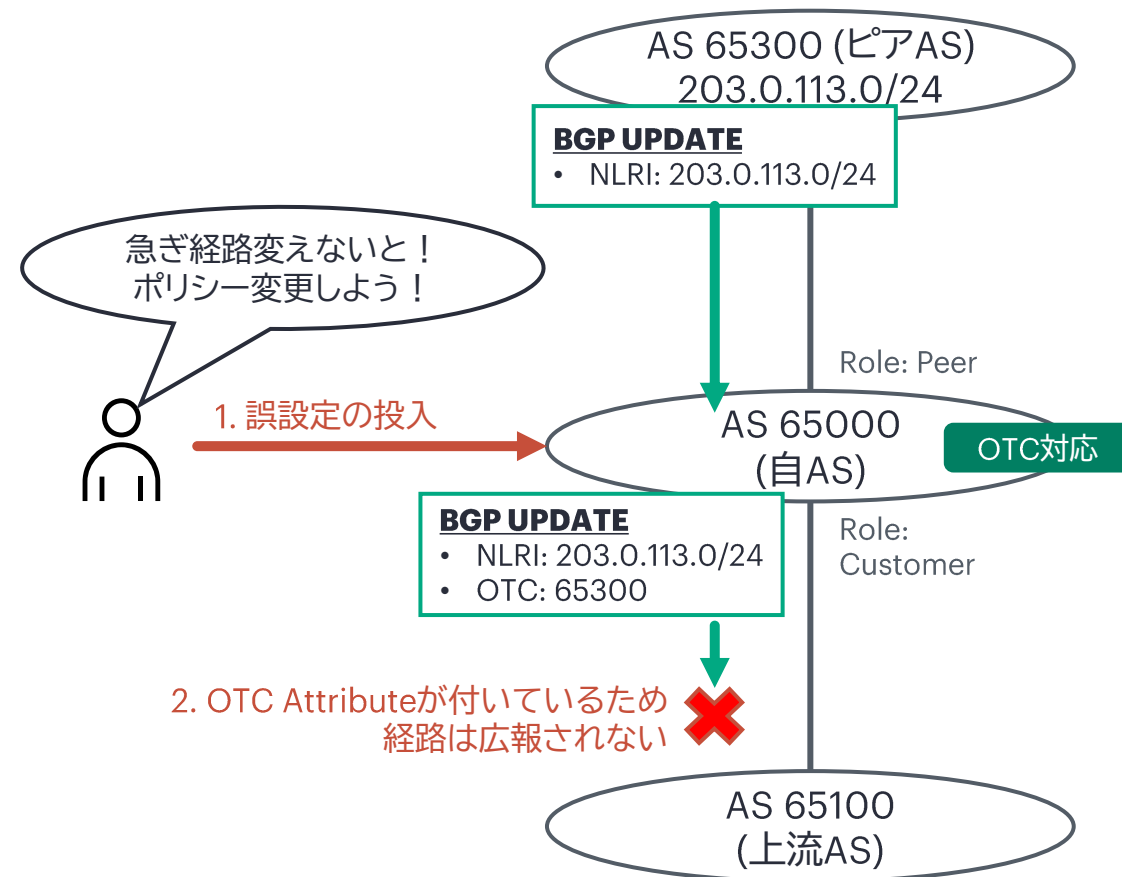 AS 65300 (ピアAS)
203.0.113.0/24
BGP UPDATE
• NLRI: 203.0.113.0/24
急ぎ経路変えないと！
ポリシー変更しよう！
Role: Peer
1. 誤設定の投入
AS 65000
(自AS)
OTC対応
BGP UPDATE
• NLRI: 203.0.113.0/24
• OTC: 65300
Role:
Customer
2. OTC Attributeが付いているため
経路は広報されない
AS 65100
(上流AS)